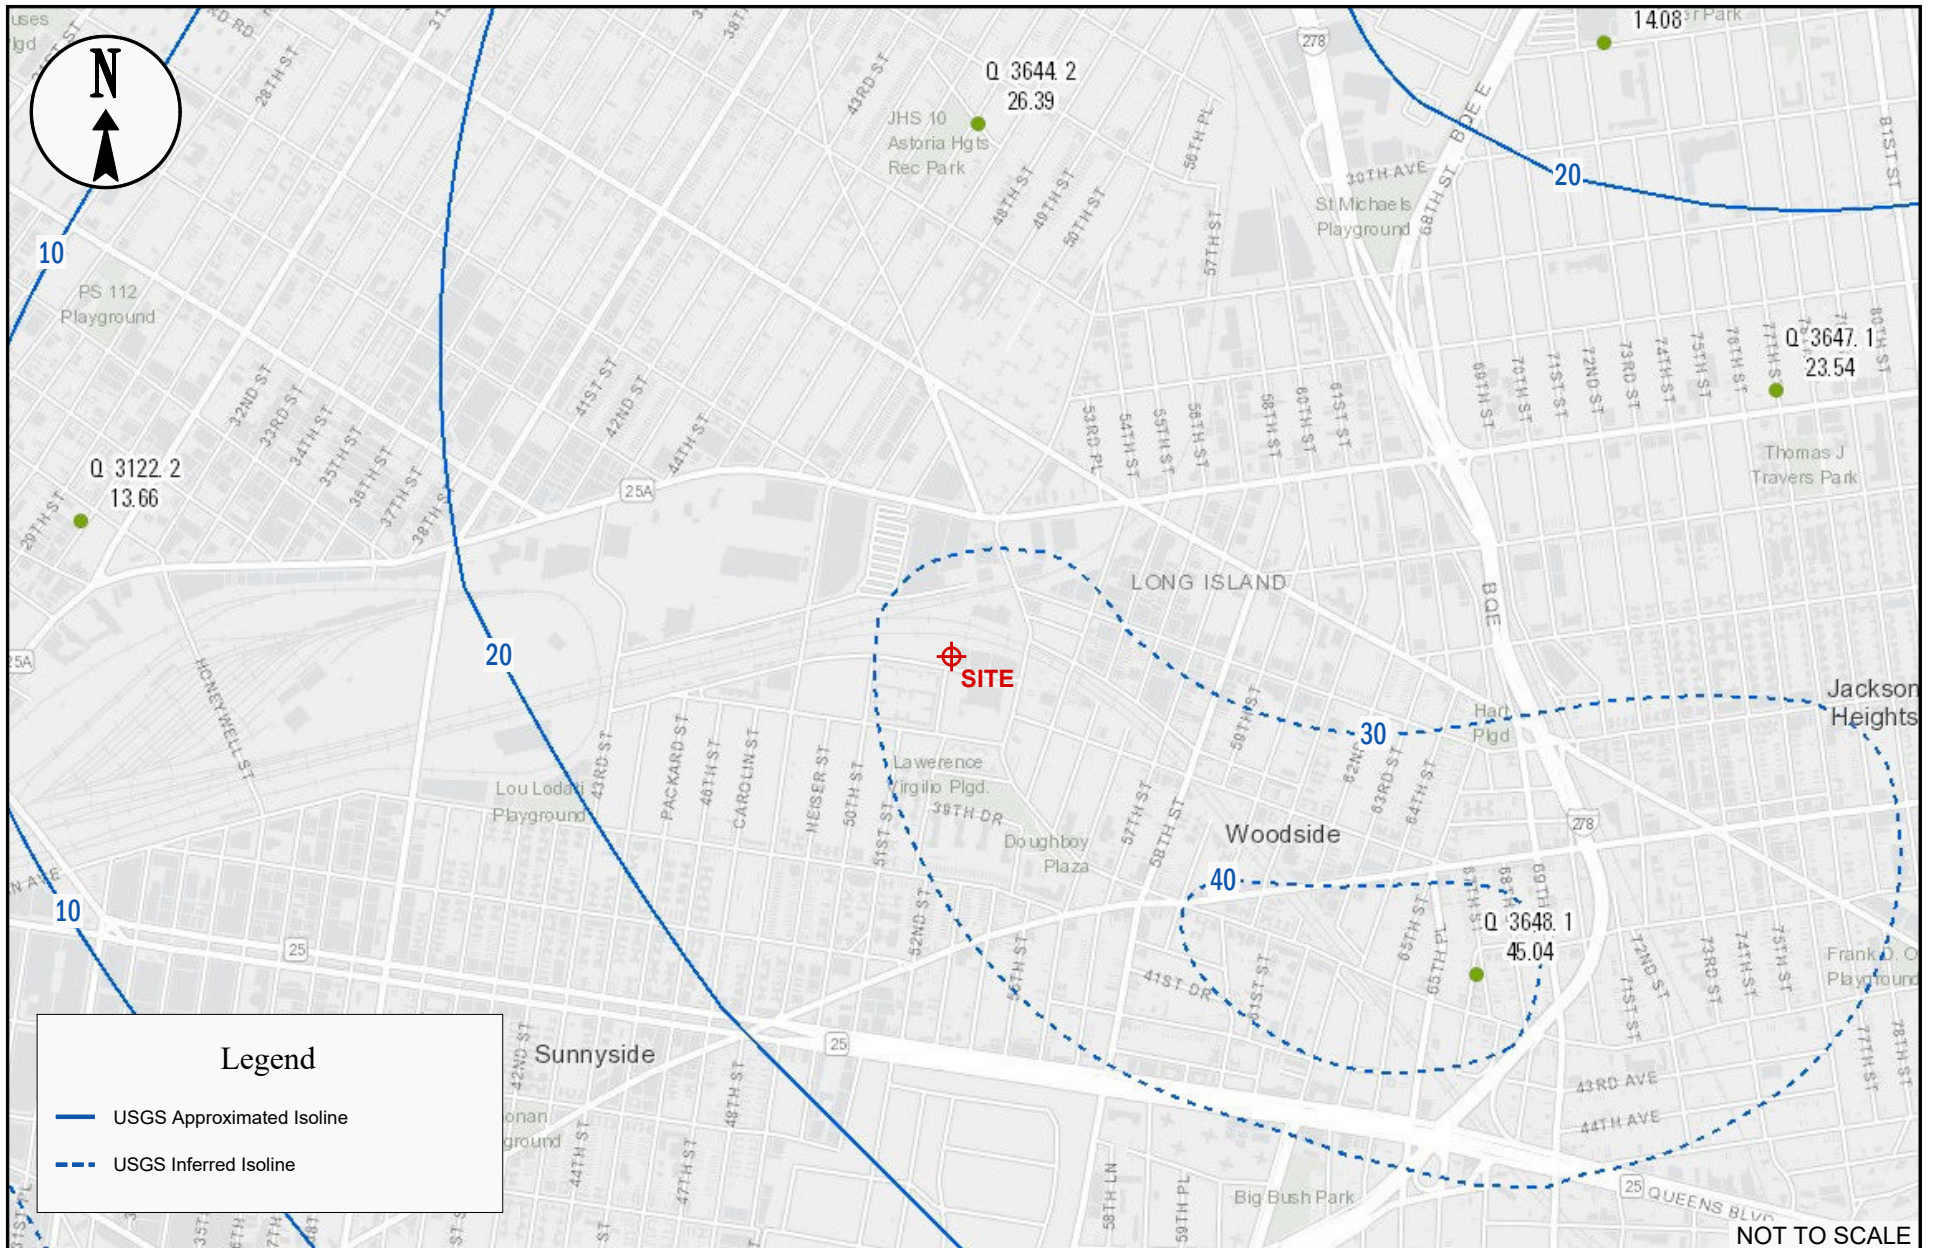 14.08
278
Q 3644. 2
26.39
43RD ST
28TH ST
N
JHS 10
Astoria Hgts
Rec Park
56TH PL
BQE E
81ST ST
30TH AVE
20
48TH ST
49TH ST
50TH ST
St Michaels
Playground
68TH ST
57TH ST
10
PS 112
Playground
Q 3647. 1
23.54
69TH ST
70TH ST
71ST ST
72ND ST
73RD ST
74TH ST
75TH ST
76TH ST
77TH ST
80TH ST
32ND ST
33RD ST
34TH ST
35TH ST
36TH ST
37TH ST
38TH ST
41ST ST
42ND ST
44TH ST
53RD PL
54TH ST
55TH ST
56TH ST
58TH ST
60TH ST
61ST ST
Q 3122. 2
13.66
29TH ST
25A
Thomas J
Travers Park
LONG ISLAND
BQE
20
SITE
25A
HONEYWELL ST
Jackson
Heights
Hart
Plgd
30
59TH ST
43RD ST
PACKARD ST
46TH ST
CAROLIN ST
HEISER ST
50TH ST
51ST ST
Lawerence
Virgilio Plgd.
39TH DR
Lou Lodati
Playground
57TH ST
58TH ST
63RD ST
64TH ST
Woodside
278
Doughboy
Plaza
40
10
25
52ND ST
56TH ST
41ST DR
61ST ST
65TH ST
65TH PL
67TH ST
68TH
69TH
Q 3648. 1
45.04
72ND ST
71ST ST
73RD ST
74TH ST
75TH ST
Frank D. O
Playground
77TH ST
78TH ST
Sunnyside
42ND ST
25
48TH ST
43RD AVE
44TH AVE
onan
ground
44TH ST
47TH ST
58TH LN
59TH PL
Big Bush Park
25
QUEENS BLVD
Legend
USGS Approximated Isoline
USGS Inferred Isoline
NOT TO SCALE